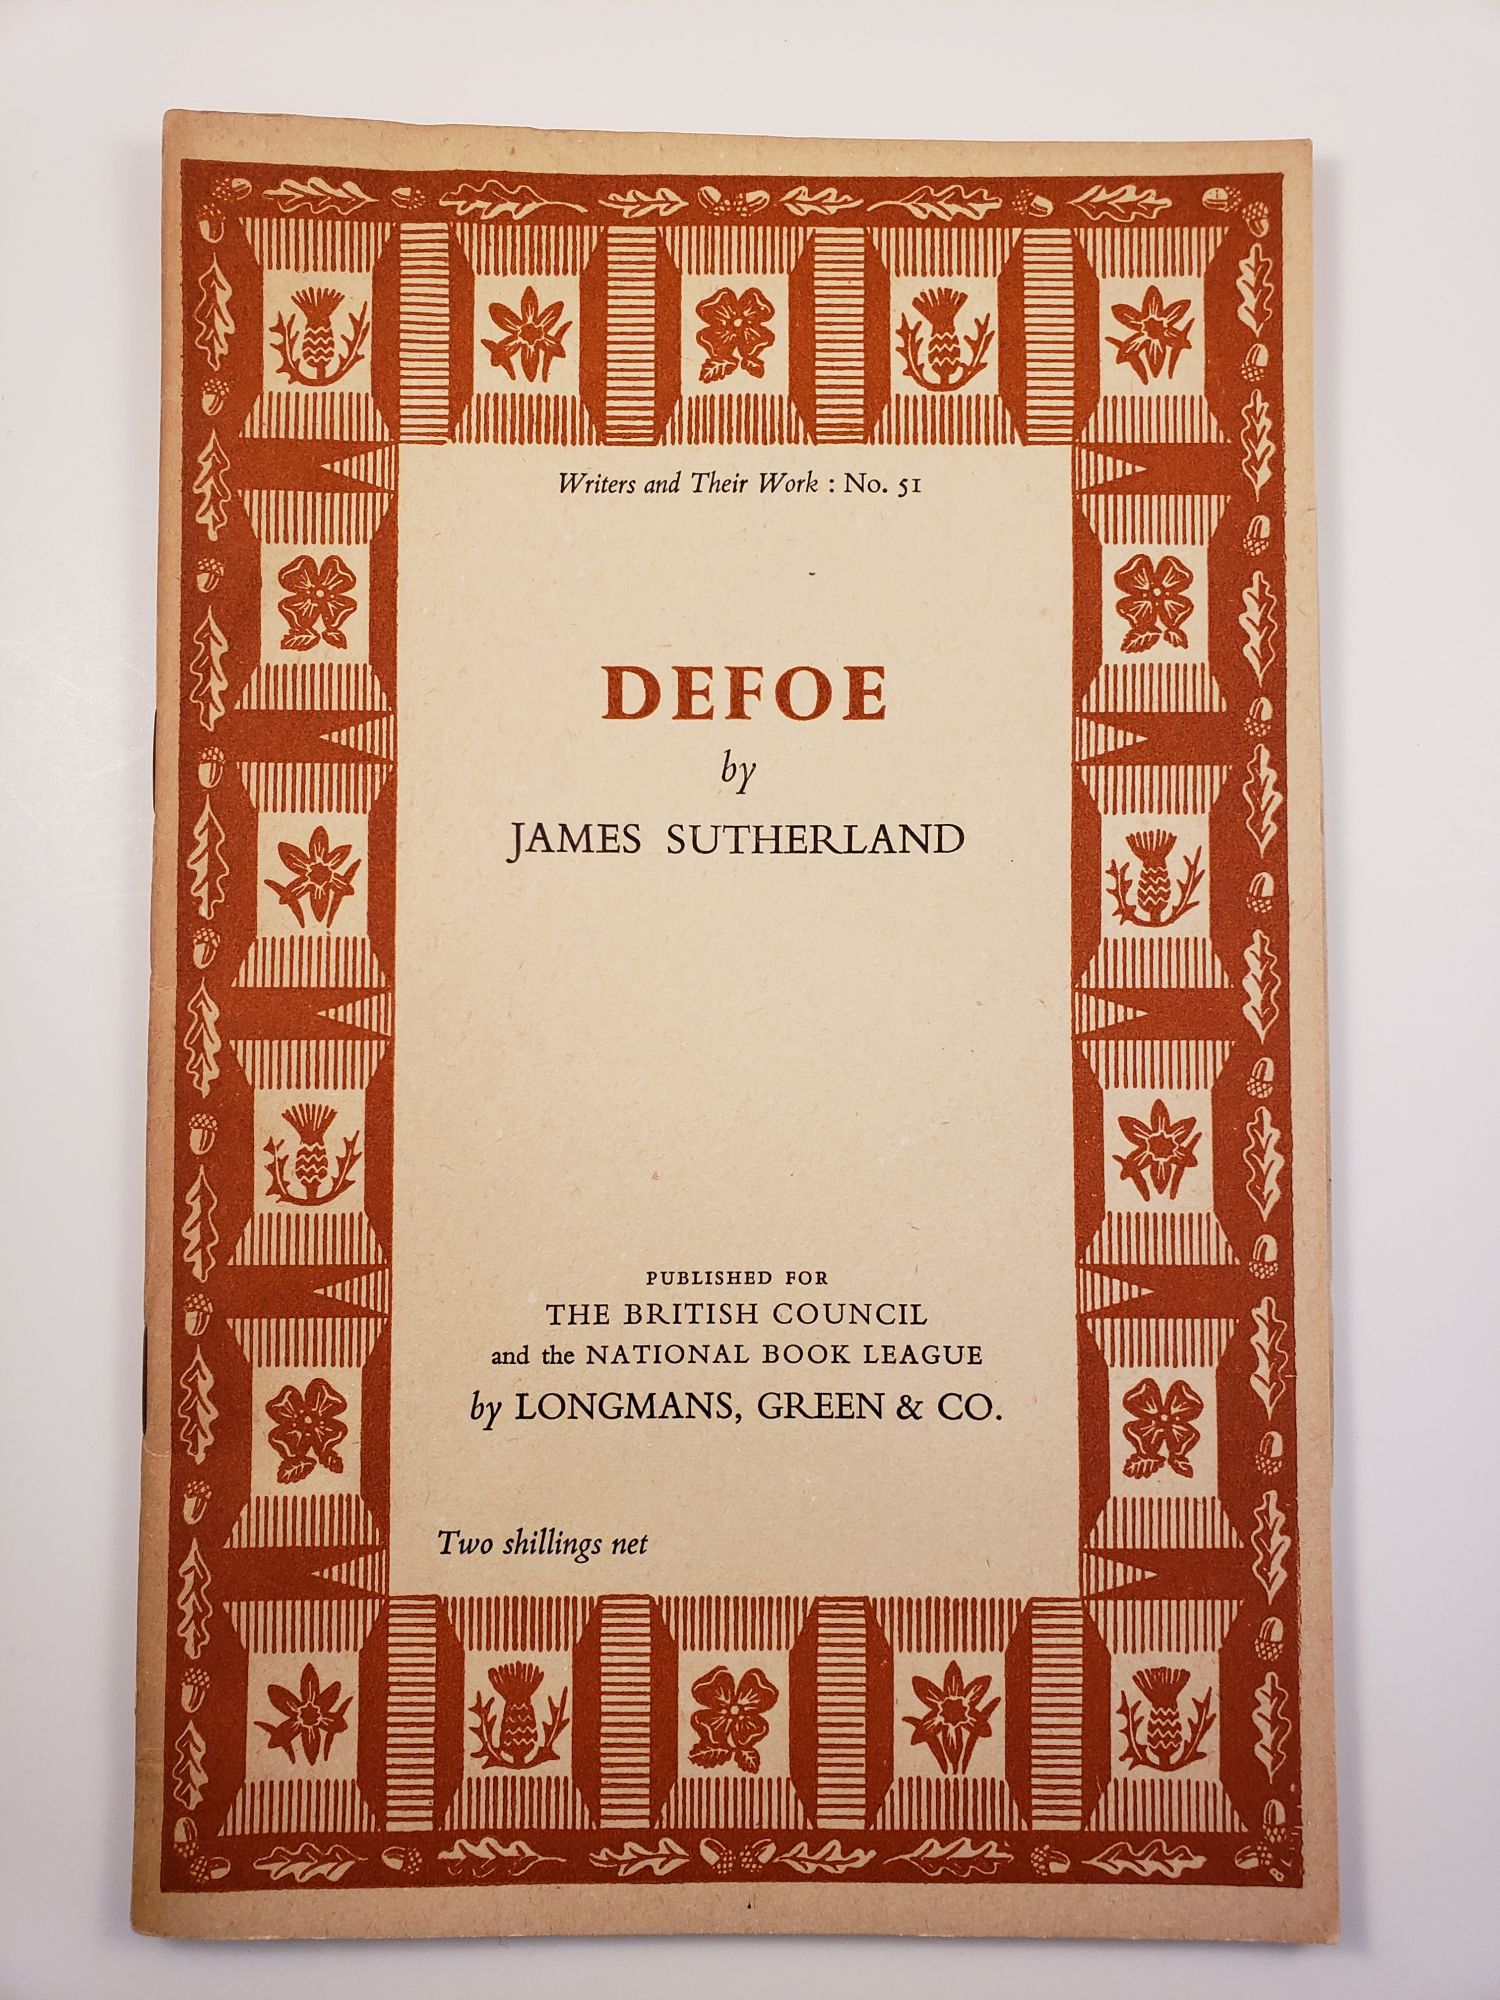 Writers and Their Work : No. 51
DEFOE
by
JAMES SUTHERLAND
PUBLISHED FOR
THE BRITISH COUNCIL
and the NATIONAL BOOK LEAGUE
by LONGMANS, GREEN & CO.
Two shillings net